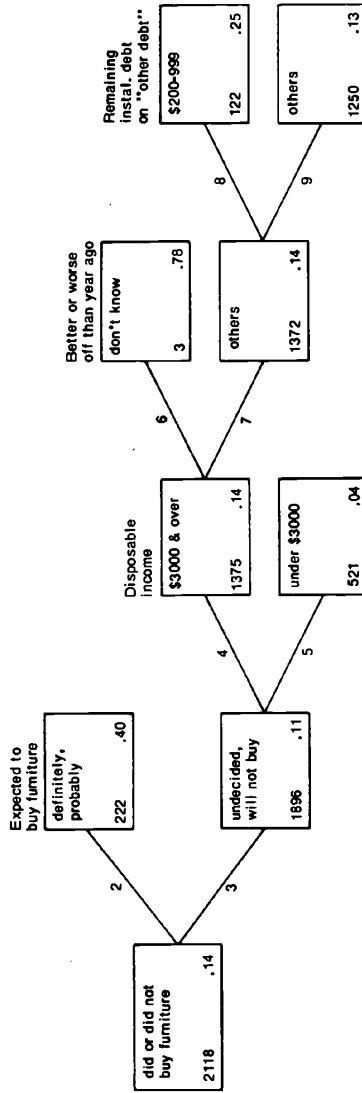 did or did not
buy furniture
2118 .14
Expected to
buy furniture
2
definitely,
probably
222 .40
3
undecided,
will not buy
1896 .11
Disposable
income
4
$3000 & over
1375 .14
5
under $3000
521 .04
Better or worse
off than year ago
6
don't know
3 .78
7
others
1372 .14
Remaining
instal. debt
on "other debt"
8
$200-999
122 .25
9
others
1250 .13